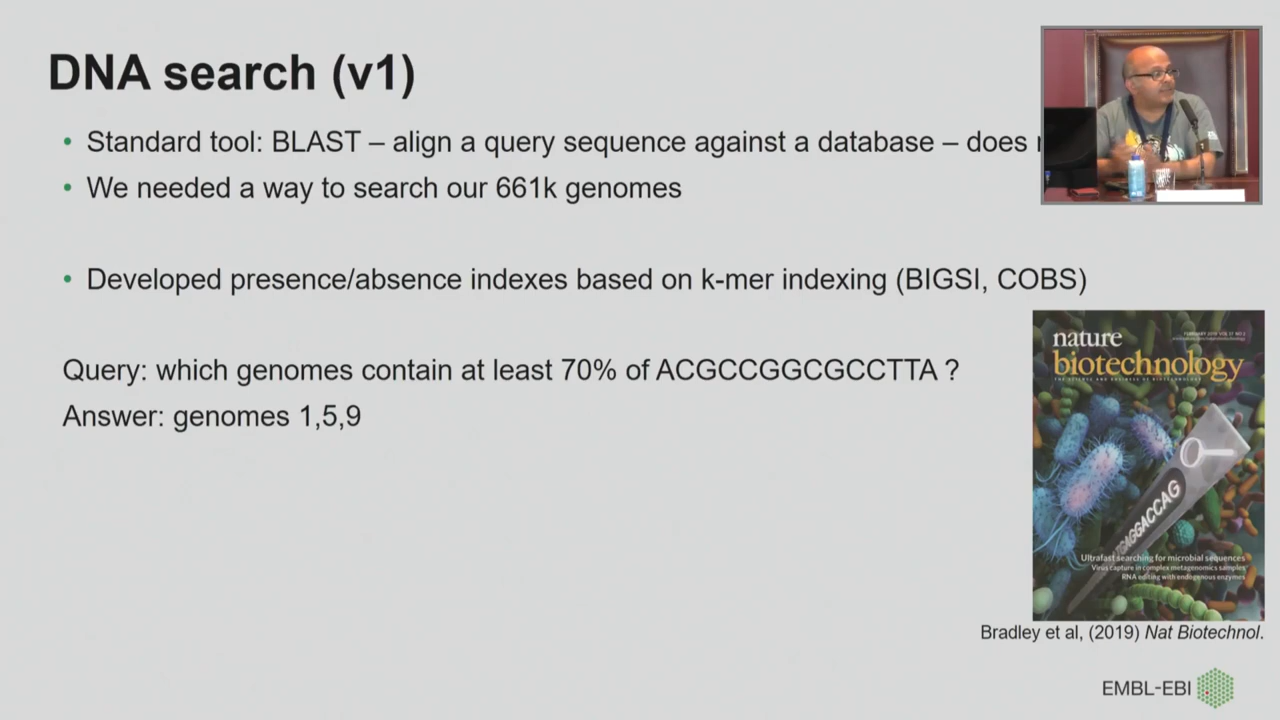 DNA search (v1)
• Standard tool: BLAST – align a query sequence against a database – does
• We needed a way to search our 661k genomes
• Developed presence/absence indexes based on k-mer indexing (BIGSI, COBS)
Query: which genomes contain at least 70% of ACGCCGGCGCCTTA ?
Answer: genomes 1,5,9
nature
biotechnology
AGGACCAG
Ultrafast searching for microbial sequences
Virus capture in complex metagenomics samples
RNA editing with endogenous enzymes
Bradley et al, (2019) Nat Biotechnol.
EMBL-EBI